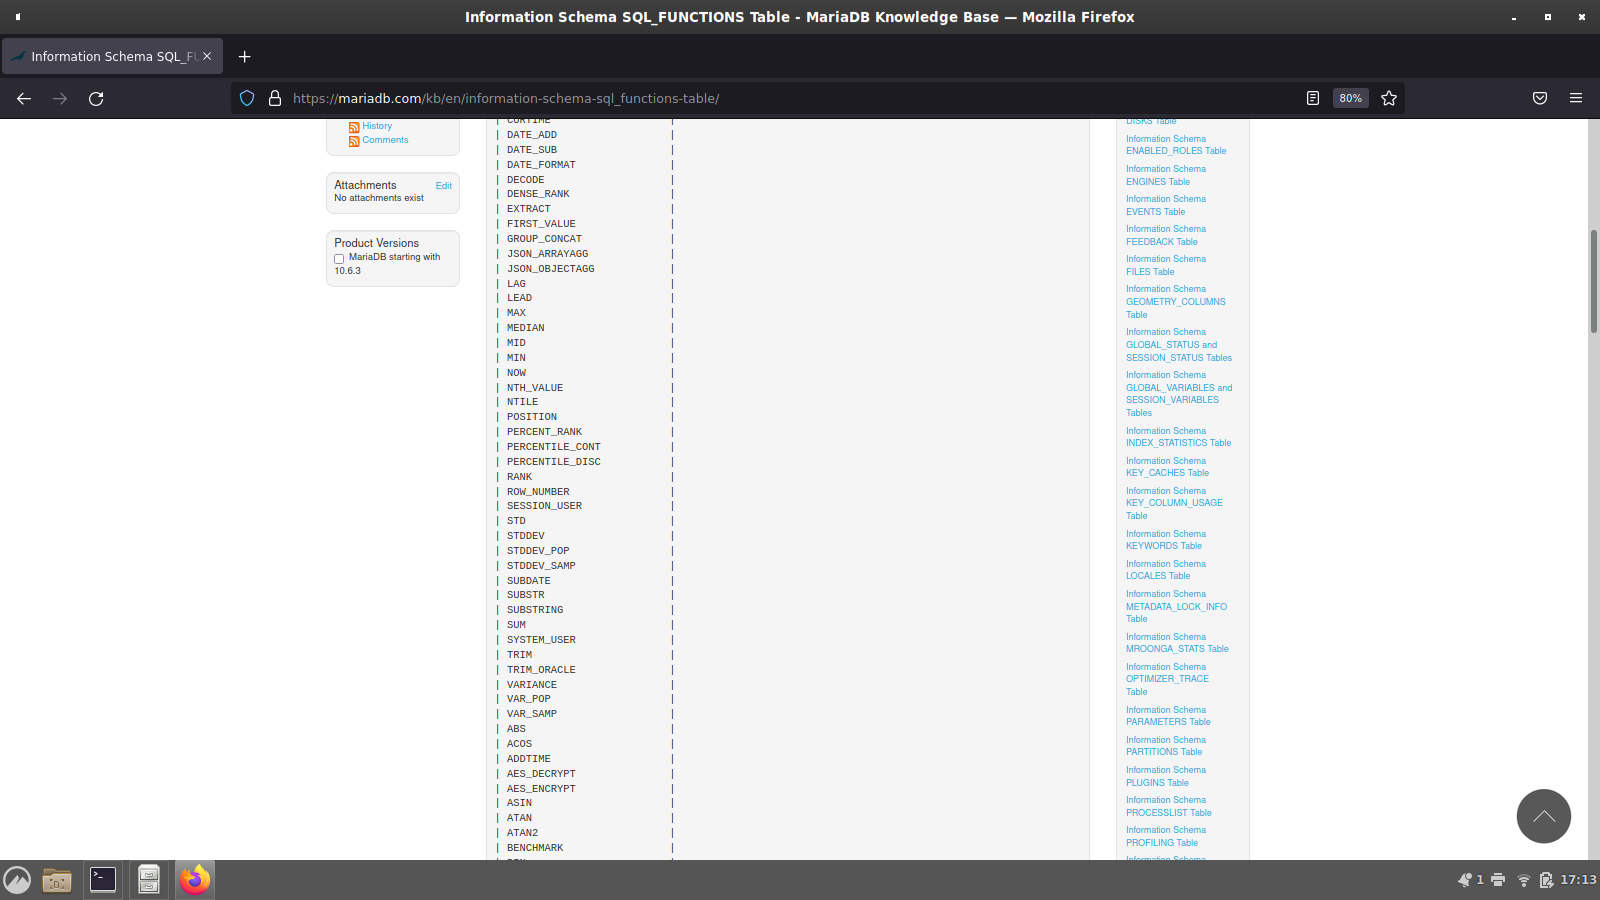 Information Schema SQL_FUNCTIONS Table - MariaDB Knowledge Base — Mozilla Firefox
Information Schema SQL_FU
https://mariadb.com/kb/en/information-schema-sql_functions-table/
80%
History
Comments
Attachments
Edit
No attachments exist
Product Versions
MariaDB starting with
10.6.3
| CURTIME |
| DATE_ADD |
| DATE_SUB |
| DATE_FORMAT |
| DECODE |
| DENSE_RANK |
| EXTRACT |
| FIRST_VALUE |
| GROUP_CONCAT |
| JSON_ARRAYAGG |
| JSON_OBJECTAGG |
| LAG |
| LEAD |
| MAX |
| MEDIAN |
| MID |
| MIN |
| NOW |
| NTH_VALUE |
| NTILE |
| POSITION |
| PERCENT_RANK |
| PERCENTILE_CONT |
| PERCENTILE_DISC |
| RANK |
| ROW_NUMBER |
| SESSION_USER |
| STD |
| STDDEV |
| STDDEV_POP |
| STDDEV_SAMP |
| SUBDATE |
| SUBSTR |
| SUBSTRING |
| SUM |
| SYSTEM_USER |
| TRIM |
| TRIM_ORACLE |
| VARIANCE |
| VAR_POP |
| VAR_SAMP |
| ABS |
| ACOS |
| ADDTIME |
| AES_DECRYPT |
| AES_ENCRYPT |
| ASIN |
| ATAN |
| ATAN2 |
| BENCHMARK |
DISKS Table
Information Schema
ENABLED_ROLES Table
Information Schema
ENGINES Table
Information Schema
EVENTS Table
Information Schema
FEEDBACK Table
Information Schema
FILES Table
Information Schema
GEOMETRY_COLUMNS
Table
Information Schema
GLOBAL_STATUS and
SESSION_STATUS Tables
Information Schema
GLOBAL_VARIABLES and
SESSION_VARIABLES
Tables
Information Schema
INDEX_STATISTICS Table
Information Schema
KEY_CACHES Table
Information Schema
KEY_COLUMN_USAGE
Table
Information Schema
KEYWORDS Table
Information Schema
LOCALES Table
Information Schema
METADATA_LOCK_INFO
Table
Information Schema
MROONGA_STATS Table
Information Schema
OPTIMIZER_TRACE
Table
Information Schema
PARAMETERS Table
Information Schema
PARTITIONS Table
Information Schema
PLUGINS Table
Information Schema
PROCESSLIST Table
Information Schema
PROFILING Table
1
17:13